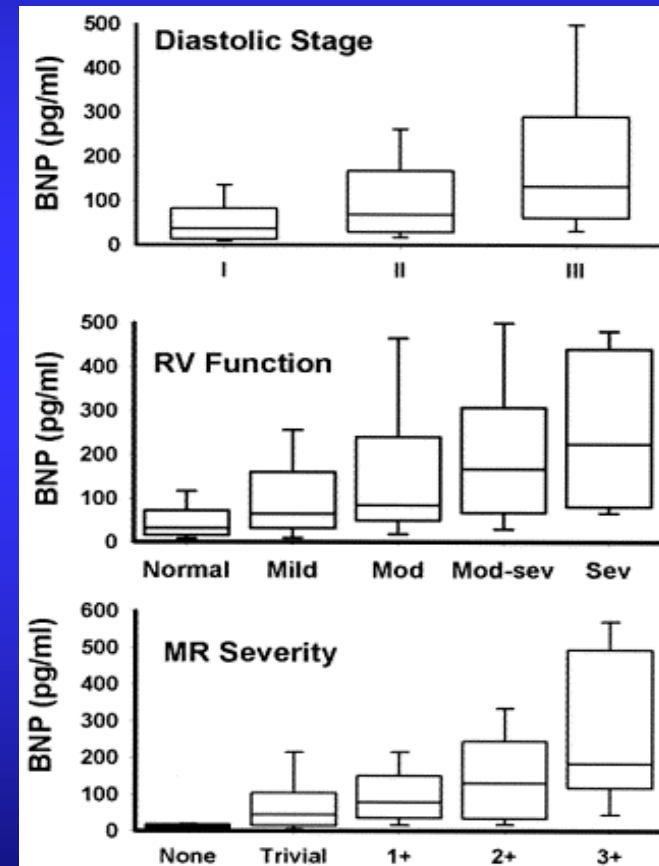 Diastolic Stage
BNP (pg/ml)
500
400
300
200
100
0
I II III
RV Function
BNP (pg/ml)
500
400
300
200
100
0
Normal Mild Mod Mod-sev Sev
MR Severity
BNP (pg/ml)
600
500
400
300
200
100
0
None Trivial 1+ 2+ 3+